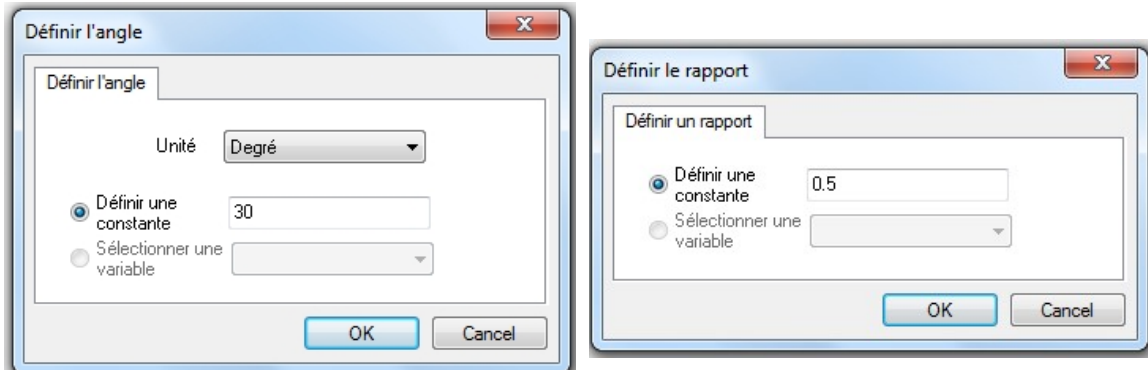 Définir l'angle
Définir l'angle
Unité Degré
Définir une
constante
30
Sélectionner une
variable
OK Cancel
Définir le rapport
Définir un rapport
Définir une
constante
0.5
Sélectionner une
variable
OK Cancel